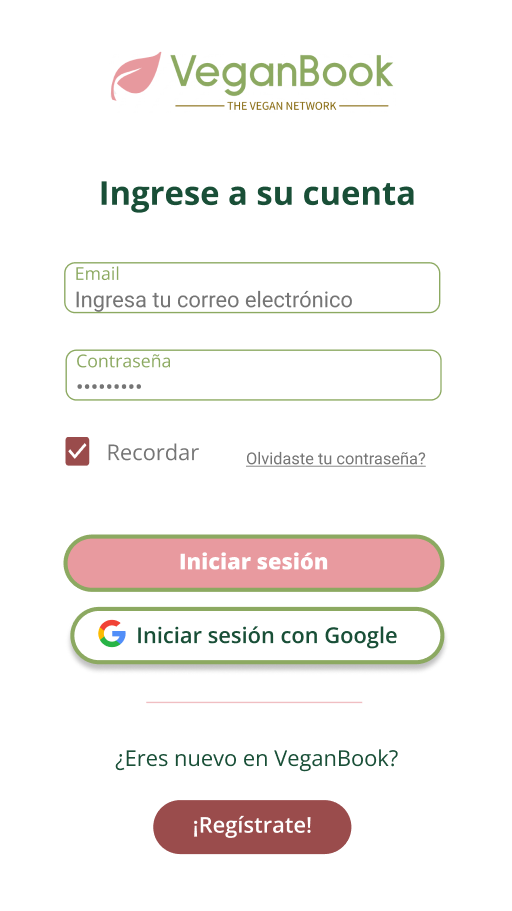 VeganBook
THE VEGAN NETWORK
Ingrese a su cuenta
Email
Ingresa tu correo electrónico
Contraseña
•••••••••
Recordar
Olvidaste tu contraseña?
Iniciar sesión
Iniciar sesión con Google
¿Eres nuevo en VeganBook?
¡Regístrate!